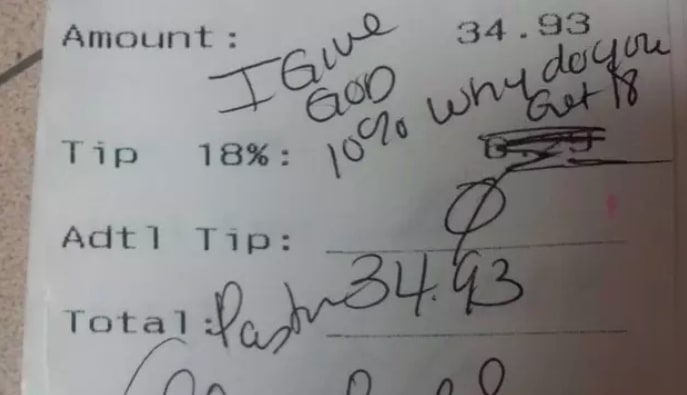 Amount: 34.93
I Give
God
10% Why do you
Get 18
Tip 18%:
Adtl Tip: 0
Total: Pastor 34.93